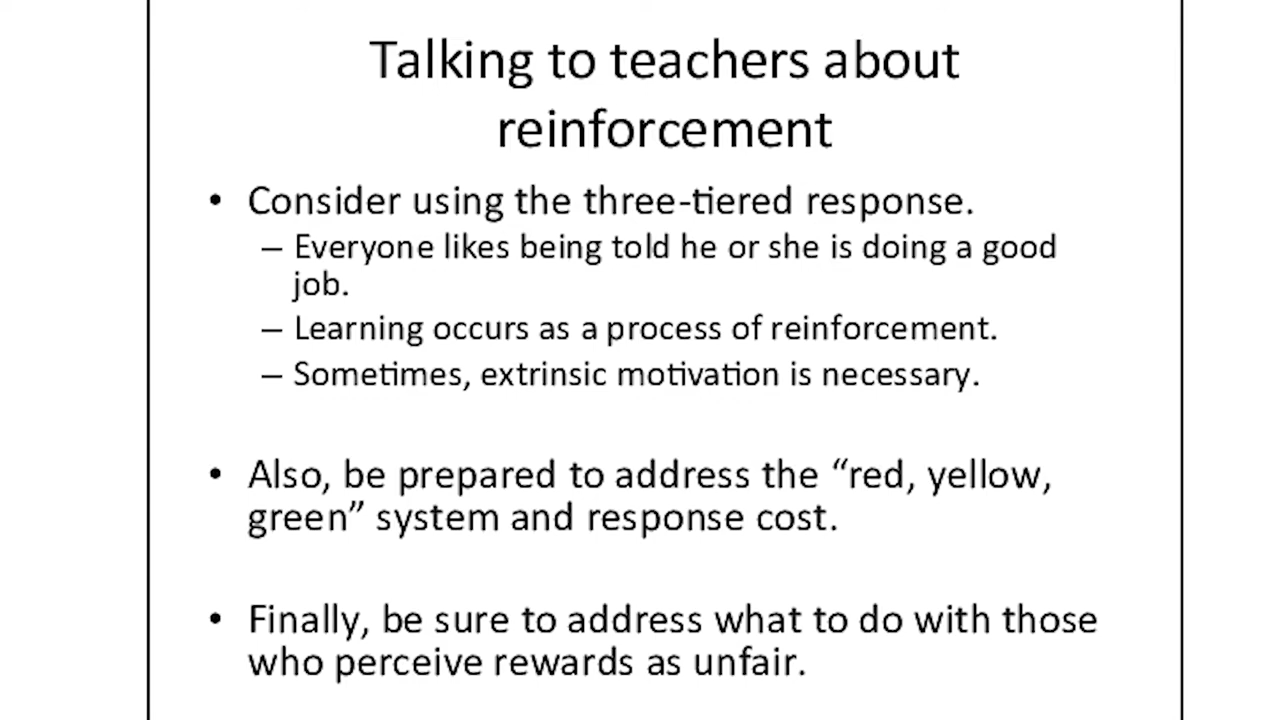 Talking to teachers about
reinforcement
• Consider using the three-tiered response.
– Everyone likes being told he or she is doing a good
job.
– Learning occurs as a process of reinforcement.
– Sometimes, extrinsic motivation is necessary.
• Also, be prepared to address the “red, yellow,
green” system and response cost.
• Finally, be sure to address what to do with those
who perceive rewards as unfair.